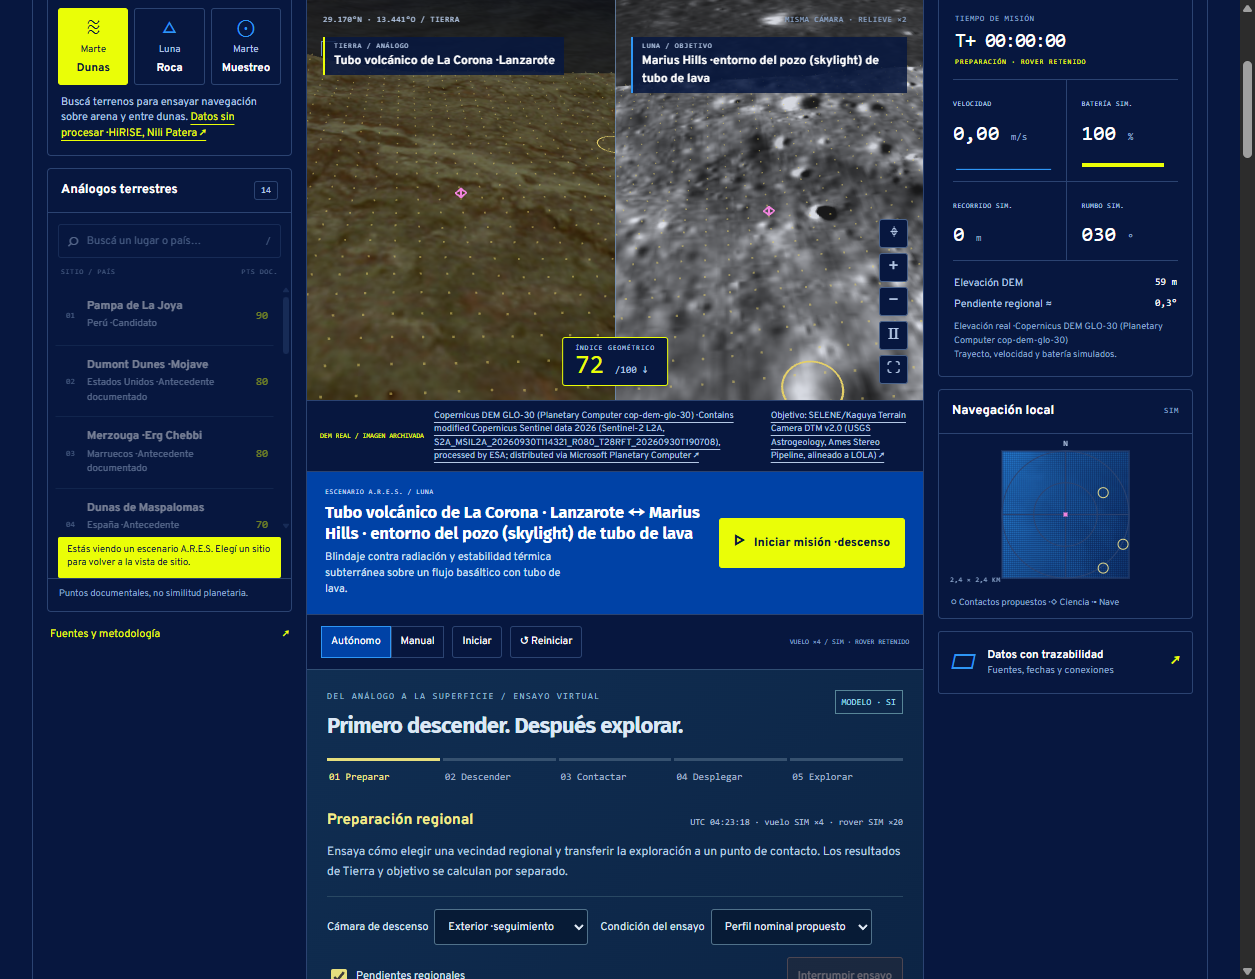 Marte
Dunas
Luna
Roca
Marte
Muestreo
Buscá terrenos para ensayar navegación
sobre arena y entre dunas. Datos sin
procesar ·HiRISE, Nili Patera ↗
Análogos terrestres
14
Buscá un lugar o país...
/
SITIO / PAÍS
PTS DOC.
01
Pampa de La Joya
Perú ·Candidato
90
02
Dumont Dunes ·Mojave
Estados Unidos ·Antecedente
documentado
80
03
Merzouga ·Erg Chebbi
Marruecos ·Antecedente
documentado
80
04
Dunas de Maspalomas
España ·Antecedente
70
Estás viendo un escenario A.R.E.S. Elegí un sitio
para volver a la vista de sitio.
Puntos documentales, no similitud planetaria.
Fuentes y metodología
↗
29.170°N · 13.441°O / TIERRA
MISMA CÁMARA · RELIEVE ×2
TIERRA / ANÁLOGO
Tubo volcánico de La Corona ·Lanzarote
LUNA / OBJETIVO
Marius Hills ·entorno del pozo (skylight) de
tubo de lava
+
−
ÍNDICE GEOMÉTRICO
72 /100 ↓
DEM REAL / IMAGEN ARCHIVADA
Copernicus DEM GLO-30 (Planetary Computer cop-dem-glo-30) ·Contains
modified Copernicus Sentinel data 2026 (Sentinel-2 L2A,
S2A_MSIL2A_20260930T114321_R080_T28RFT_20260930T190708),
processed by ESA; distributed via Microsoft Planetary Computer ↗
Objetivo: SELENE/Kaguya Terrain
Camera DTM v2.0 (USGS
Astrogeology, Ames Stereo
Pipeline, alineado a LOLA) ↗
ESCENARIO A.R.E.S. / LUNA
Tubo volcánico de La Corona · Lanzarote ↔ Marius
Hills · entorno del pozo (skylight) de tubo de lava
Blindaje contra radiación y estabilidad térmica
subterránea sobre un flujo basáltico con tubo de
lava.
Iniciar misión ·descenso
Autónomo
Manual
Iniciar
↺ Reiniciar
VUELO ×4 / SIM · ROVER RETENIDO
DEL ANÁLOGO A LA SUPERFICIE / ENSAYO VIRTUAL
MODELO · SI
Primero descender. Después explorar.
01 Preparar
02 Descender
03 Contactar
04 Desplegar
05 Explorar
Preparación regional
UTC 04:23:18 · vuelo SIM ×4 · rover SIM ×20
Ensaya cómo elegir una vecindad regional y transferir la exploración a un punto de contacto. Los resultados
de Tierra y objetivo se calculan por separado.
Cámara de descenso
Exterior ·seguimiento
Condición del ensayo
Perfil nominal propuesto
Pendientes regionales
Interrumpir ensayo
TIEMPO DE MISIÓN
T+ 00:00:00
PREPARACIÓN · ROVER RETENIDO
VELOCIDAD
0,00 m/s
BATERÍA SIM.
100 %
RECORRIDO SIM.
0 m
RUMBO SIM.
030 °
Elevación DEM
59 m
Pendiente regional ≈
0,3°
Elevación real ·Copernicus DEM GLO-30 (Planetary
Computer cop-dem-glo-30)
Trayecto, velocidad y batería simulados.
Navegación local
SIM
N
2,4 × 2,4 KM
○ Contactos propuestos ·◇ Ciencia ·• Nave
Datos con trazabilidad
Fuentes, fechas y conexiones
↗